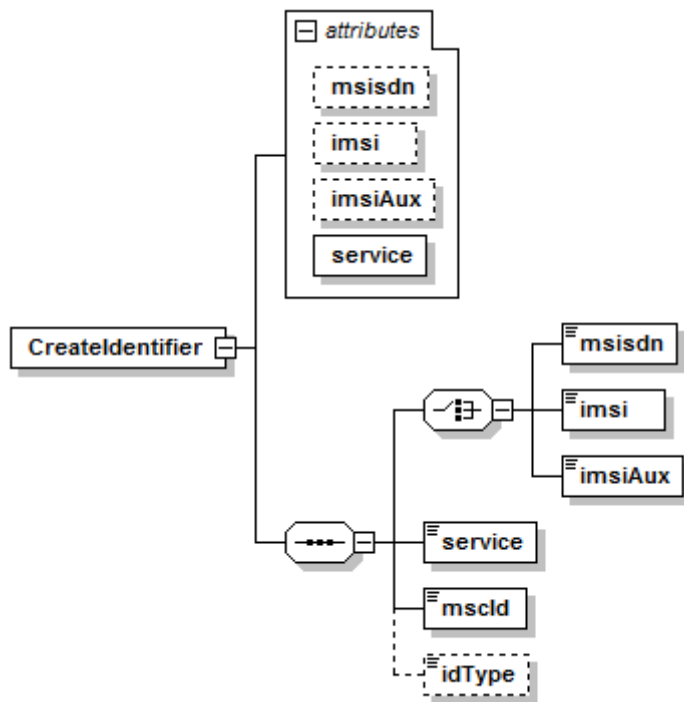 attributes
msisdn
imsi
imsiAux
service
CreateIdentifier
msisdn
imsi
imsiAux
service
mscId
idType